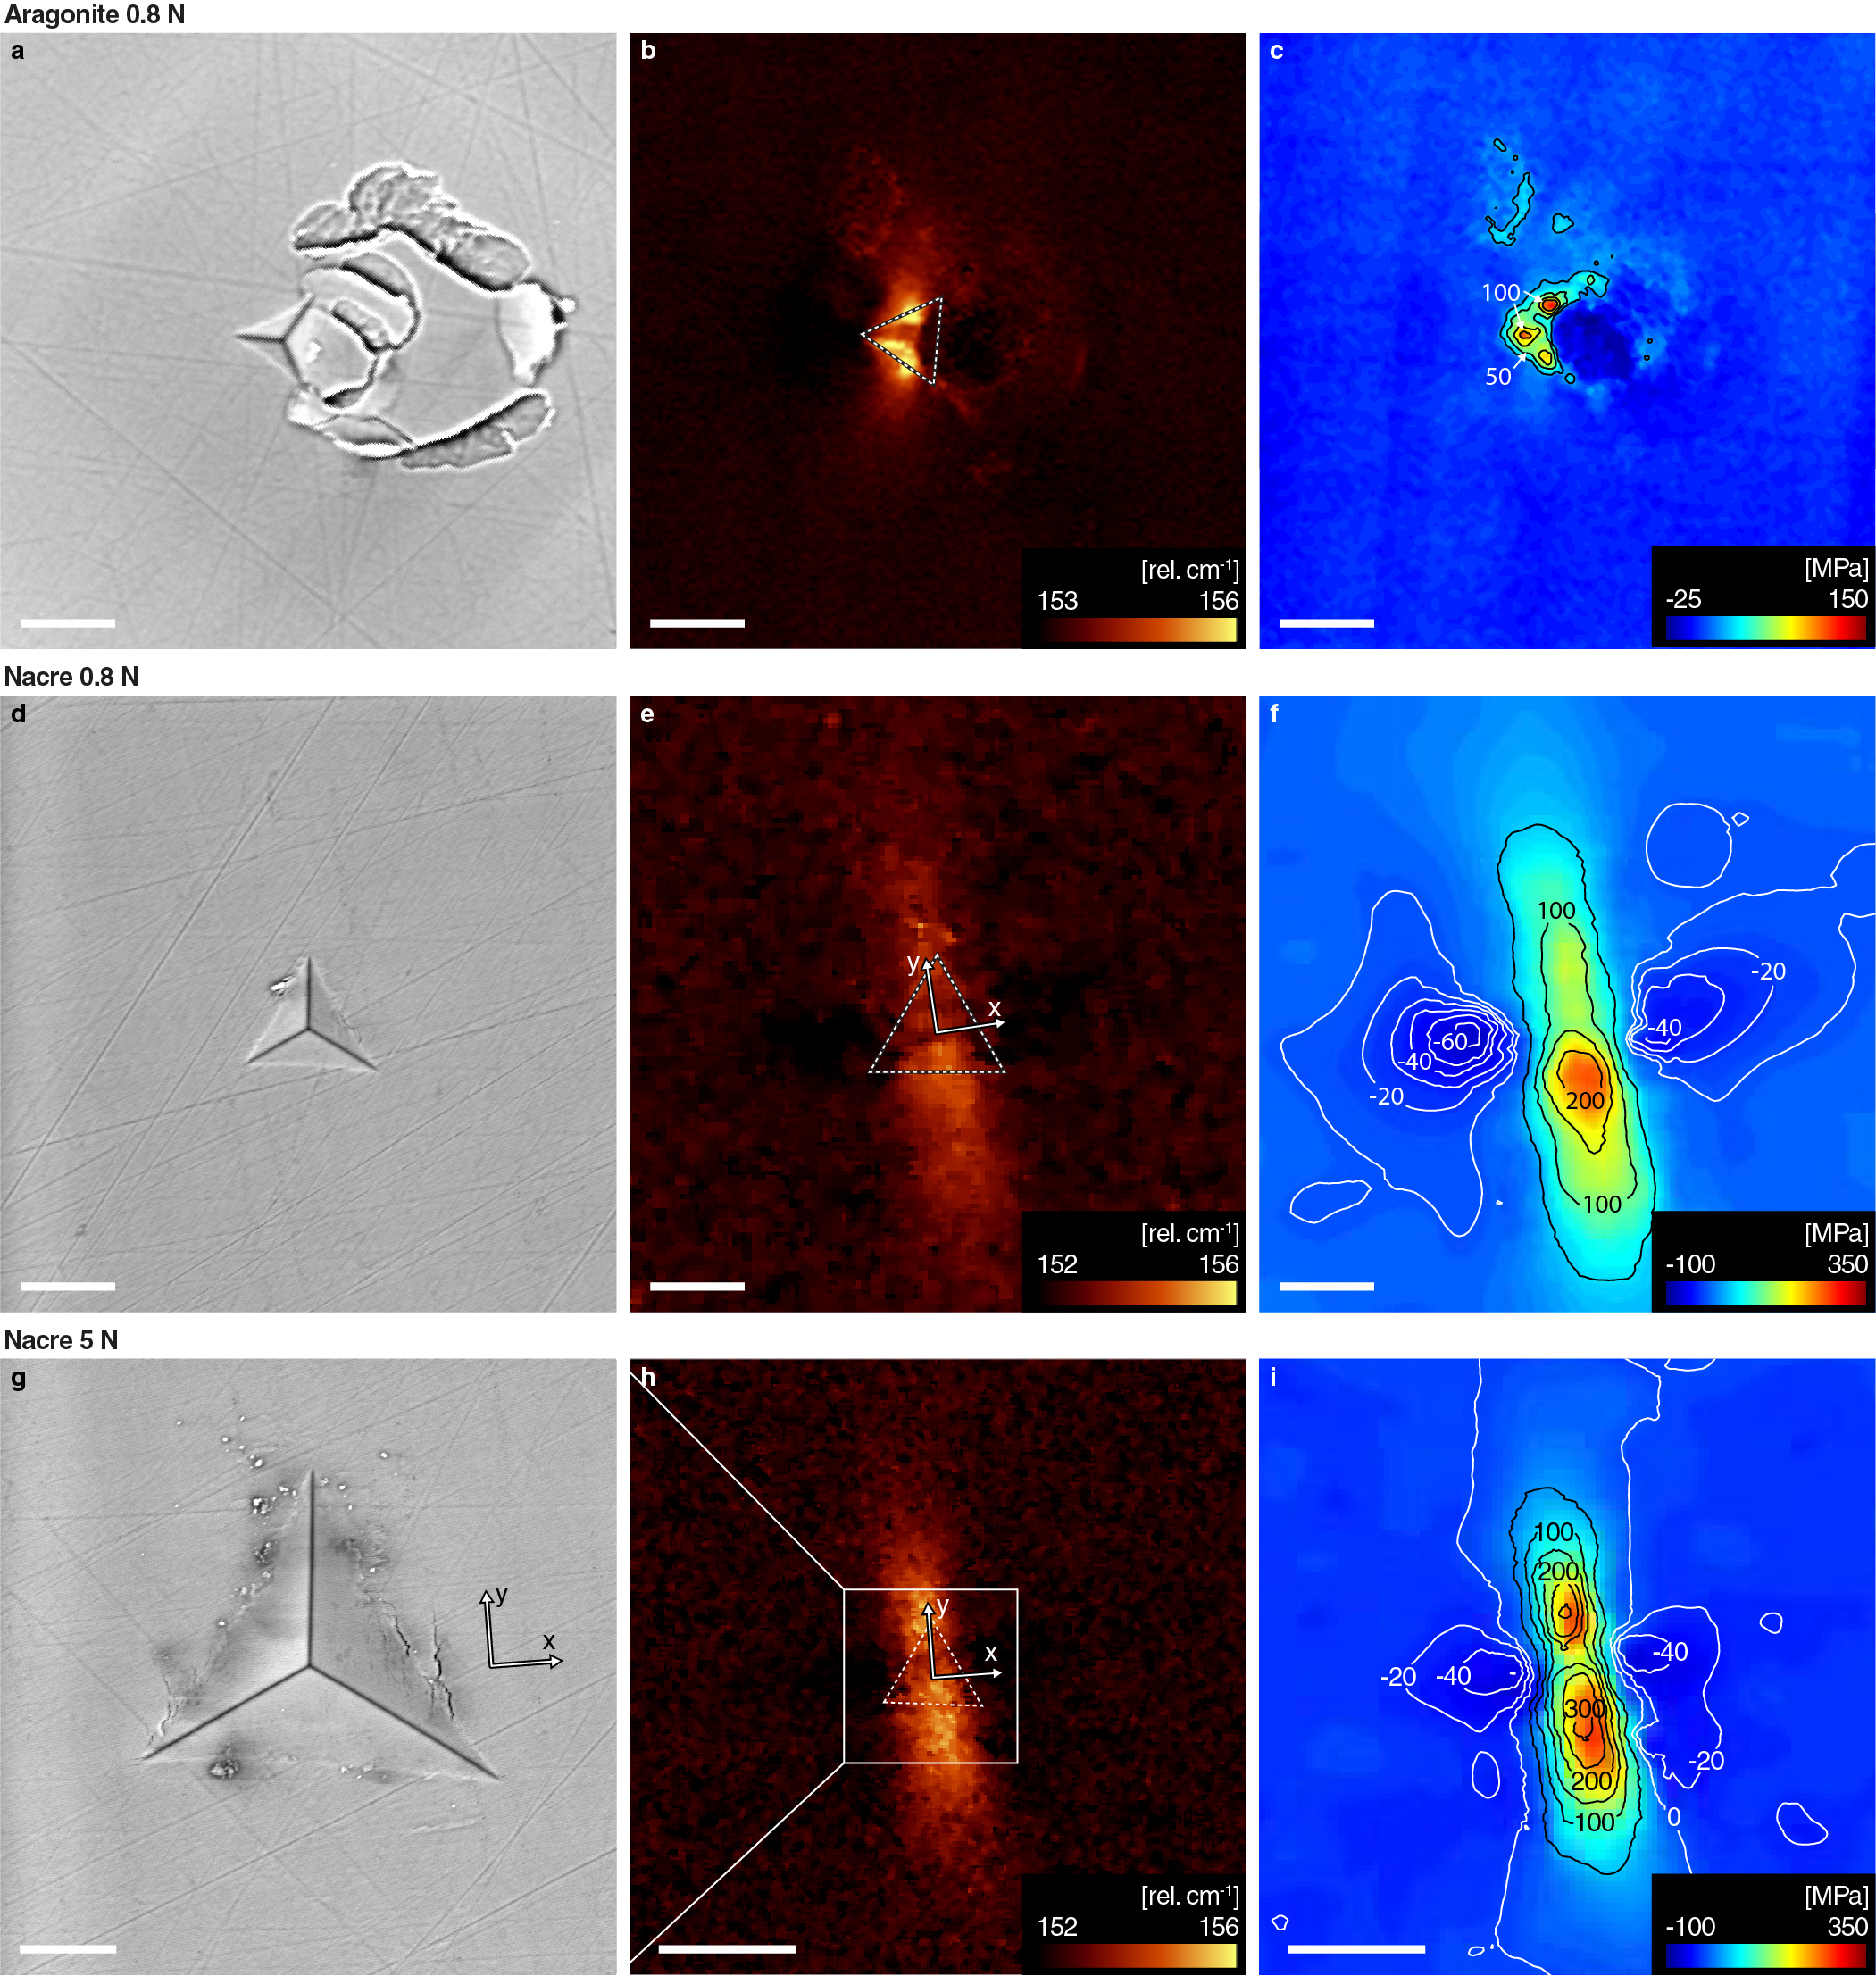 Aragonite 0.8 N
a
b
c
100
50
[rel. cm-1]
153 156
[MPa]
-25 150
Nacre 0.8 N
d
e
f
y
x
100
-20
-40
-60
-40
-20
200
100
[rel. cm-1]
152 156
[MPa]
-100 350
Nacre 5 N
g
h
i
y
x
y
x
100
200
-40
-20 -40 -
300
-20
200
100
0
[rel. cm-1]
152 156
[MPa]
-100 350